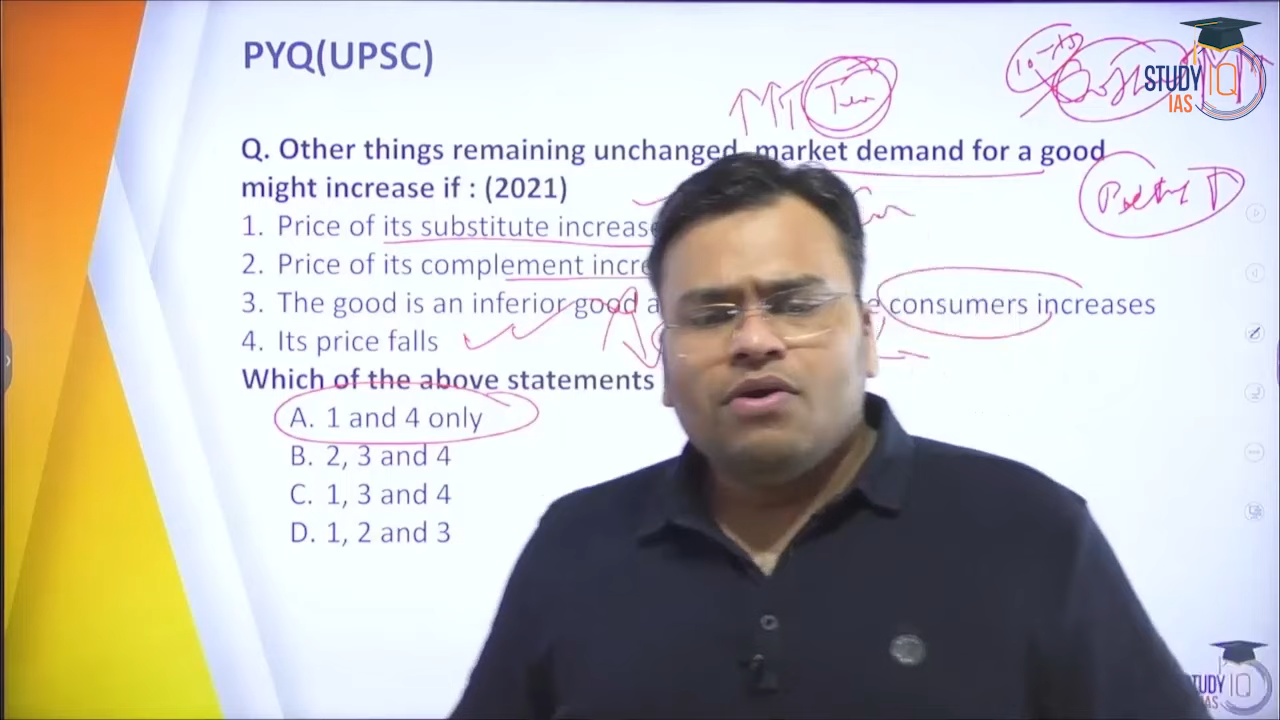 PYQ(UPSC)
STUDY IQ
IAS
Q. Other things remaining unchanged, market demand for a good
might increase if : (2021)
1. Price of its substitute increase
2. Price of its complement incre
3. The good is an inferior good a consumers increases
4. Its price falls
Which of the above statements
A. 1 and 4 only
B. 2, 3 and 4
C. 1, 3 and 4
D. 1, 2 and 3
TUDY IQ
IAS